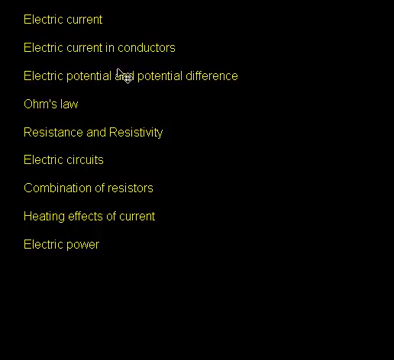 Electric current
Electric current in conductors
Electric potential and potential difference
Ohm's law
Resistance and Resistivity
Electric circuits
Combination of resistors
Heating effects of current
Electric power